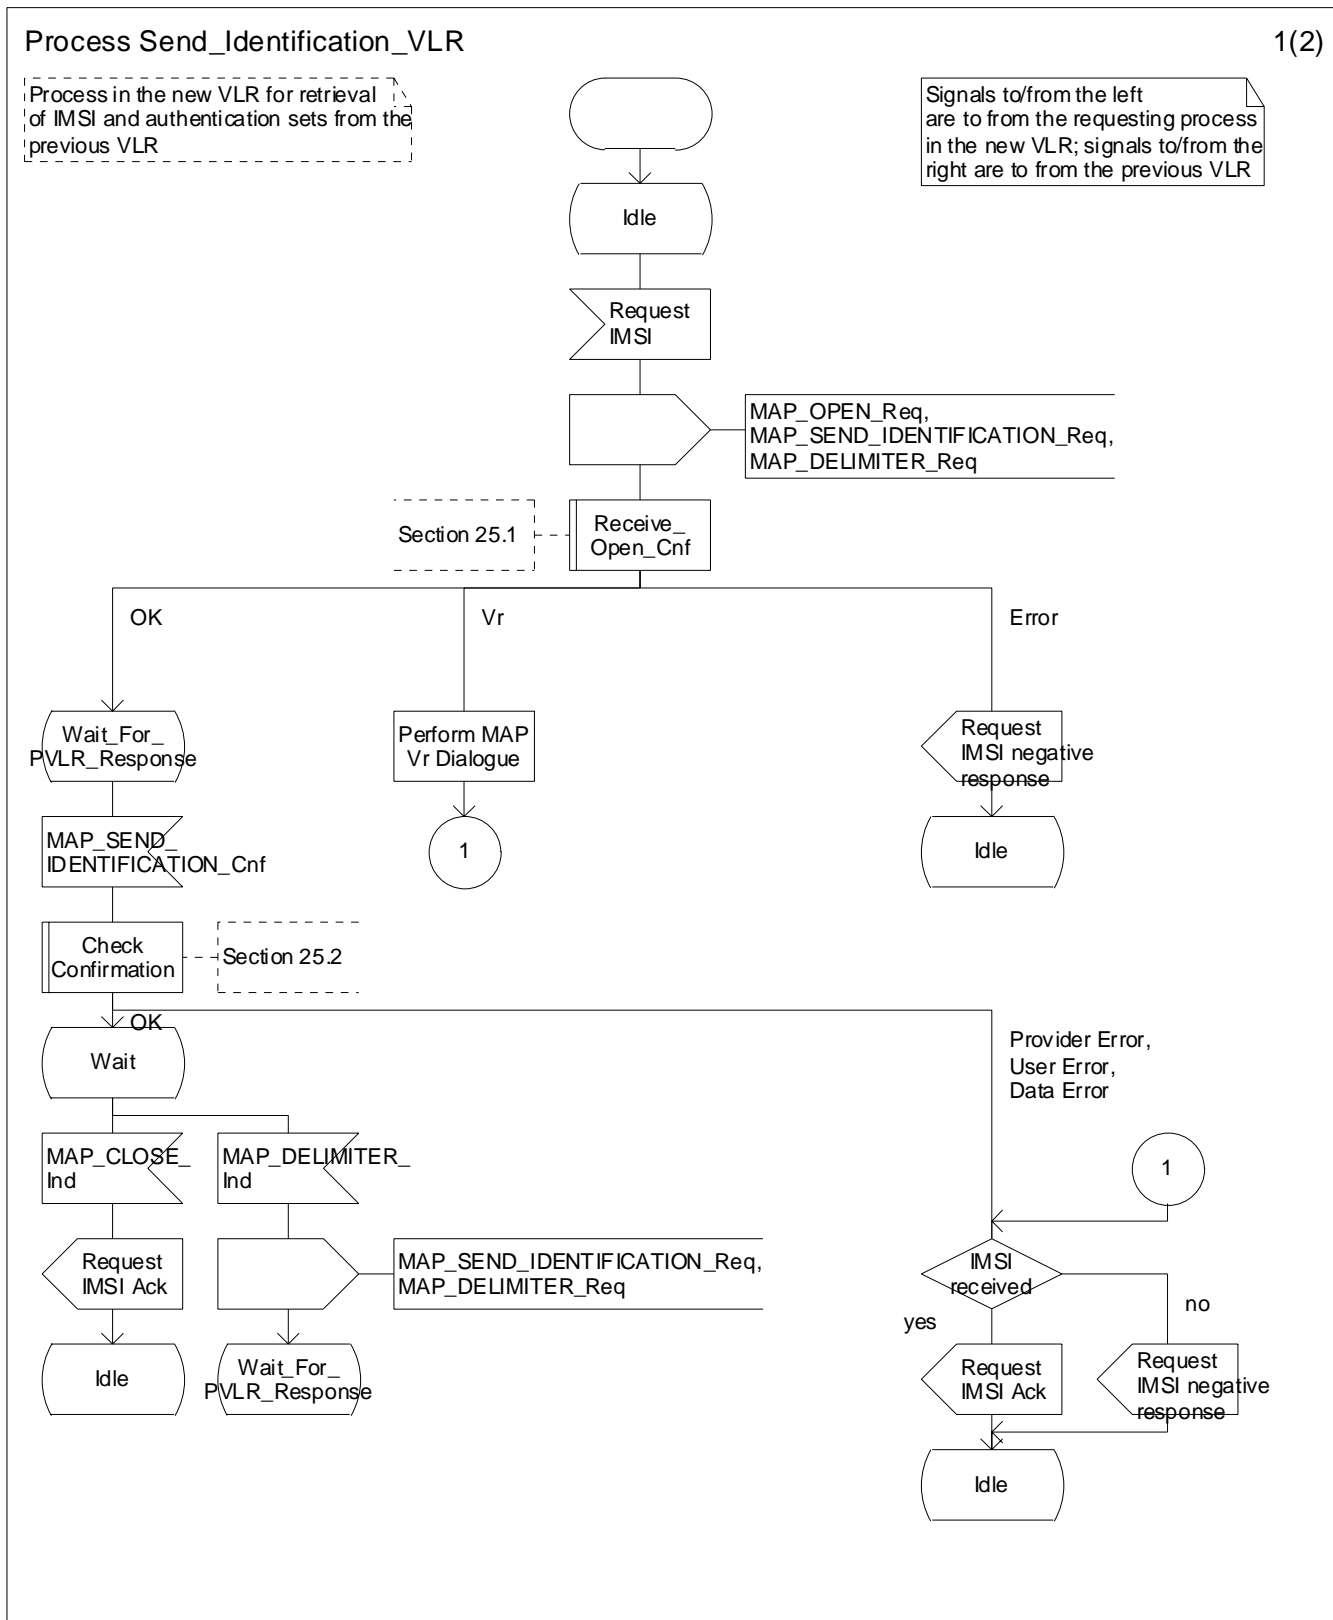 Process Send_Identification_VLR
1(2)
Process in the new VLR for retrieval
of IMSI and authentication sets from the
previous VLR
Signals to/from the left
are to from the requesting process
in the new VLR; signals to/from the
right are to from the previous VLR
Idle
Request
IMSI
MAP_OPEN_Req,
MAP_SEND_IDENTIFICATION_Req,
MAP_DELIMITER_Req
Section 25.1
Receive_
Open_Cnf
OK
Vr
Error
Wait_For_
PVLR_Response
Perform MAP
Vr Dialogue
Request
IMSI negative
response
MAP_SEND_
IDENTIFICATION_Cnf
1
Idle
Check
Confirmation
Section 25.2
OK
Wait
Provider Error,
User Error,
Data Error
MAP_CLOSE_
Ind
MAP_DELIMITER_
Ind
1
Request
IMSI Ack
MAP_SEND_IDENTIFICATION_Req,
MAP_DELIMITER_Req
IMSI
received
yes
no
Idle
Wait_For_
PVLR_Response
Request
IMSI Ack
Request
IMSI negative
response
Idle